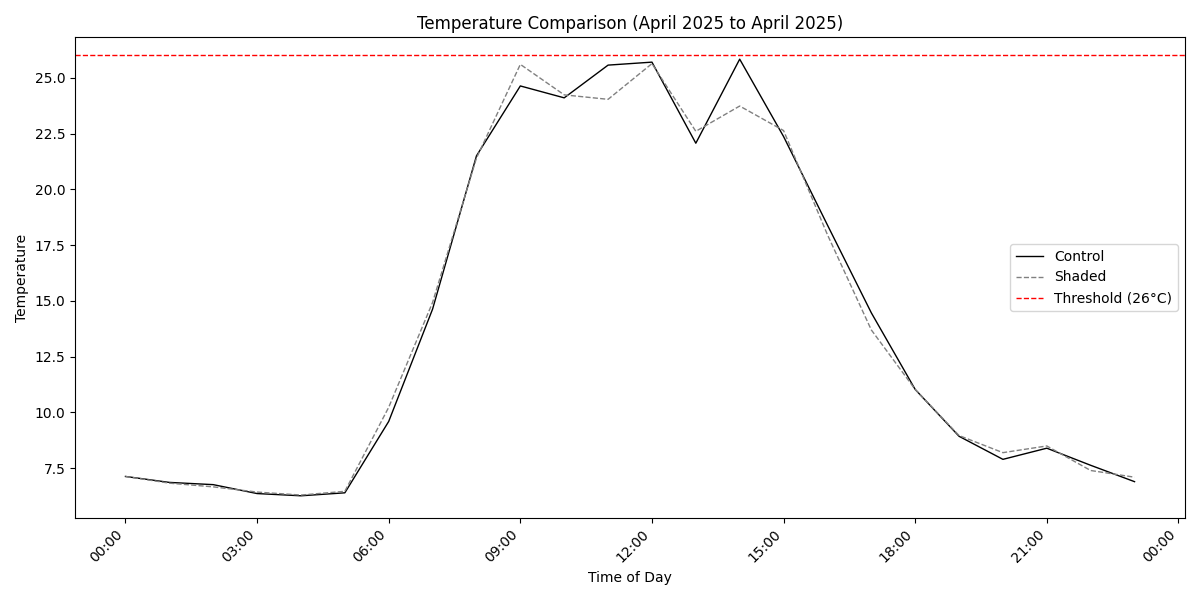 Temperature Comparison (April 2025 to April 2025)
Temperature
25.0
22.5
20.0
17.5
15.0
12.5
10.0
7.5
Control
Shaded
Threshold (26°C)
00:00
03:00
06:00
09:00
12:00
15:00
18:00
21:00
00:00
Time of Day